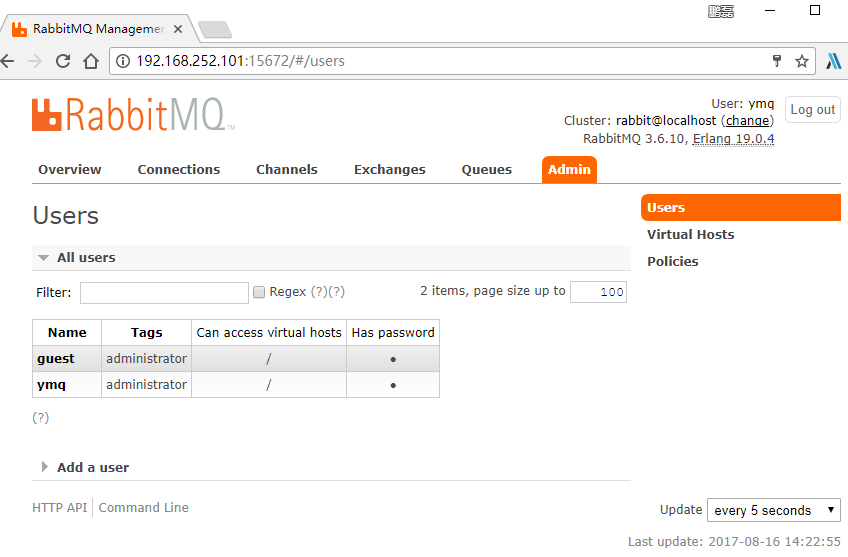 鹏磊
RabbitMQ Managemen
192.168.252.101:15672/#/users
RabbitMQ TM
User: ymq
Log out
Cluster: rabbit@localhost (change)
RabbitMQ 3.6.10, Erlang 19.0.4
Overview Connections Channels Exchanges Queues Admin
Users
Users
Virtual Hosts
Policies
All users
Filter: Regex (?)(?) 2 items, page size up to 100
Name Tags Can access virtual hosts Has password
guest administrator / ●
ymq administrator / ●
(?)
Add a user
HTTP API Command Line
Update every 5 seconds
Last update: 2017-08-16 14:22:55